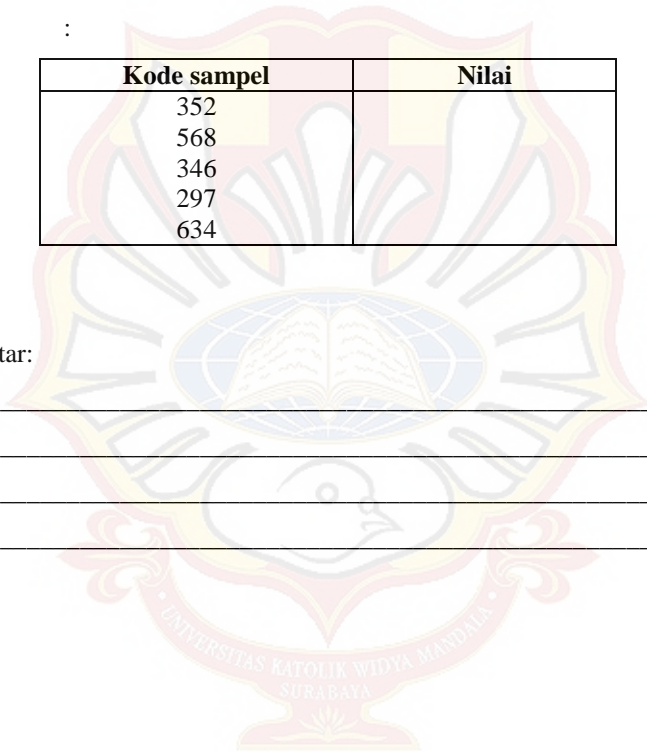 :
Kode sampel Nilai
352
568
346
297
634
tar:
UNIVERSITAS KATOLIK WIDYA MANDALA
SURABAYA